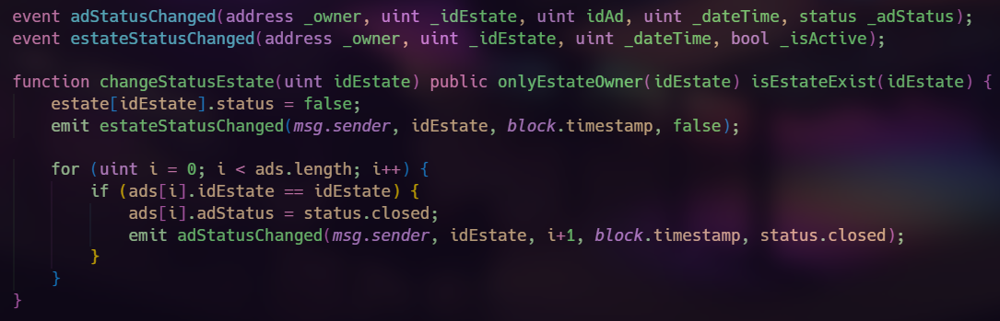 event adStatusChanged(address _owner, uint _idEstate, uint idAd, uint _dateTime, status _adStatus);
event estateStatusChanged(address _owner, uint _idEstate, uint _dateTime, bool _isActive);

function changeStatusEstate(uint idEstate) public onlyEstateOwner(idEstate) isEstateExist(idEstate) {
    estate[idEstate].status = false;
    emit estateStatusChanged(msg.sender, idEstate, block.timestamp, false);

    for (uint i = 0; i < ads.length; i++) {
        if (ads[i].idEstate == idEstate) {
            ads[i].adStatus = status.closed;
            emit adStatusChanged(msg.sender, idEstate, i+1, block.timestamp, status.closed);
        }
    }
}